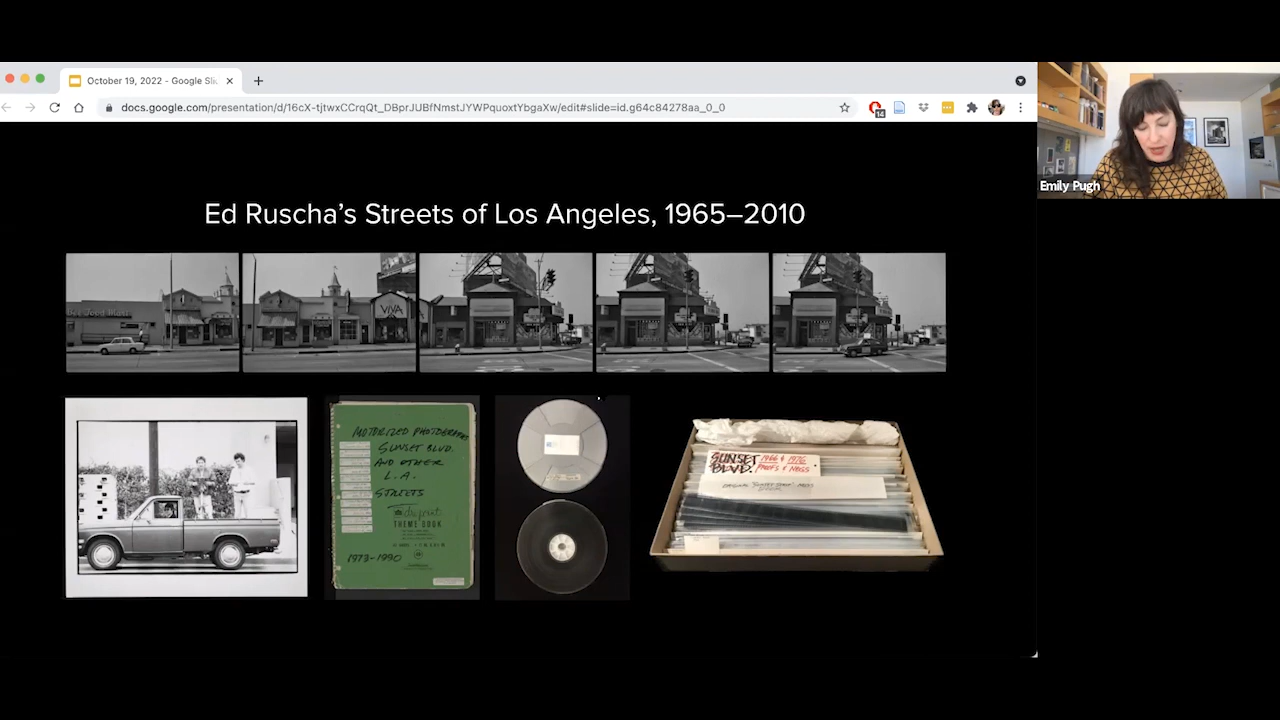 October 19, 2022 - Google Sli
docs.google.com/presentation/d/16cX-tjtwxCCrqQt_DBprJUBfNmstJYWPquoxtYbgaXw/edit#slide=id.g64c84278aa_0_0
14
Emily Pugh
Ed Ruscha’s Streets of Los Angeles, 1965–2010
VIVA
MOTORIZED PHOTOGRAPHS
SUNSET BLVD.
AND OTHER
L.A.
STREETS
THEME BOOK
1973-1990
SUNSET BLVD.
1966 & 1976
PROOFS & NEGS